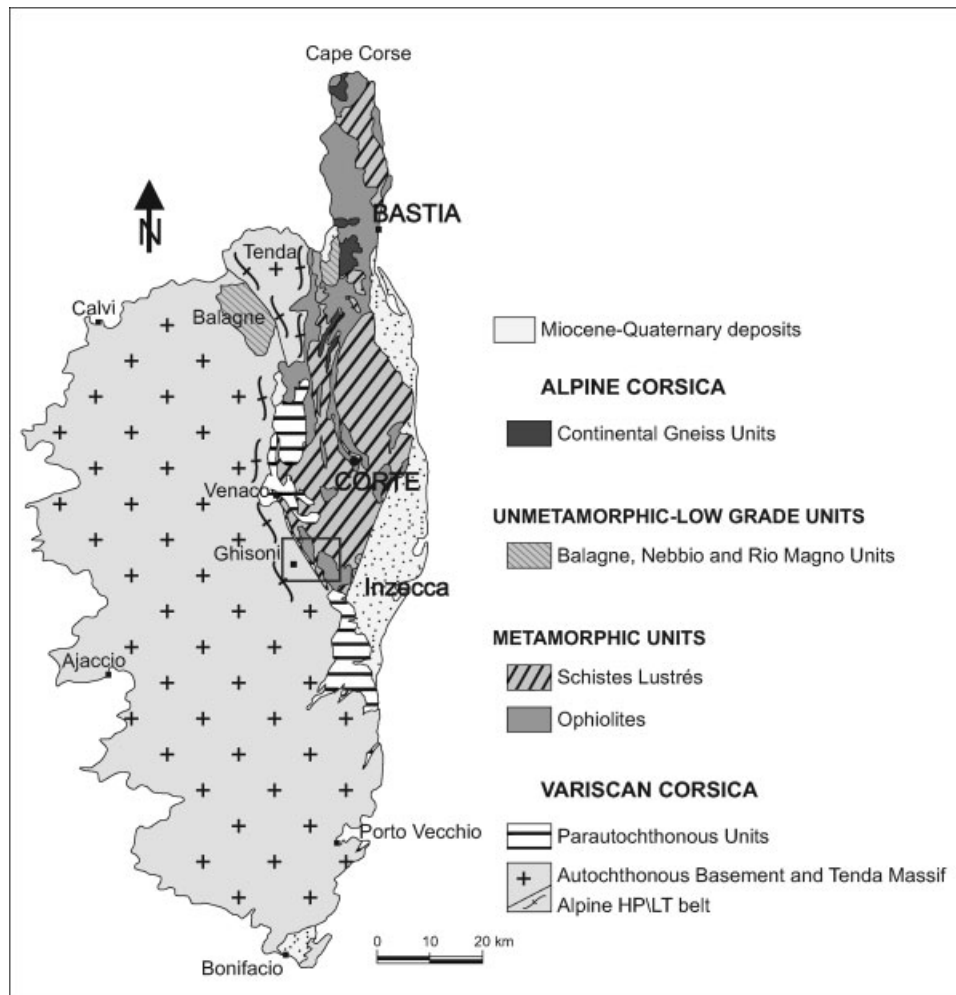 Cape Corse
BASTIA
N
Tenda
Calvi
Balagne
Miocene-Quaternary deposits
ALPINE CORSICA
Continental Gneiss Units
CORTE
Venaco
UNMETAMORPHIC-LOW GRADE UNITS
Balagne, Nebbio and Rio Magno Units
Ghisoni
Inzecca
METAMORPHIC UNITS
Ajaccio
Schistes Lustrés
Ophiolites
VARISCAN CORSICA
Porto Vecchio
Parautochthonous Units
Autochthonous Basement and Tenda Massif
Alpine HP\LT belt
0 10 20 km
Bonifacio